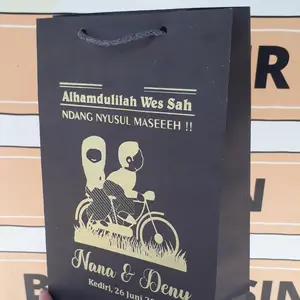 Alhamdulilah Wes Sah
NDANG NYUSUL MASEEEH !!
Nana & Deny
Kediri, 26 Juni